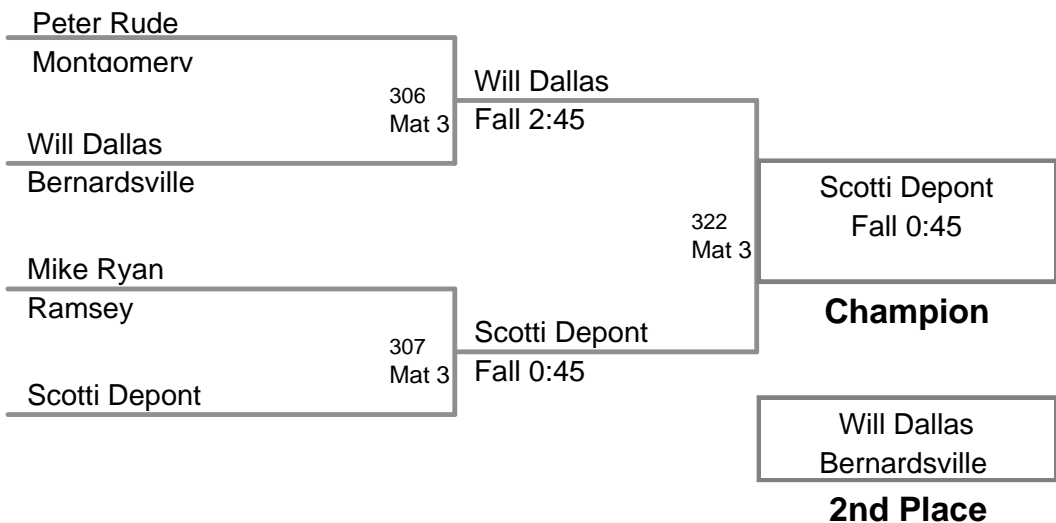 Peter Rude
Montgomery
306
Mat 3
Will Dallas
Fall 2:45
Will Dallas
Bernardsville
322
Mat 3
Scotti Depont
Fall 0:45
Champion
Mike Ryan
Ramsey
307
Mat 3
Scotti Depont
Fall 0:45
Scotti Depont
Will Dallas
Bernardsville
2nd Place